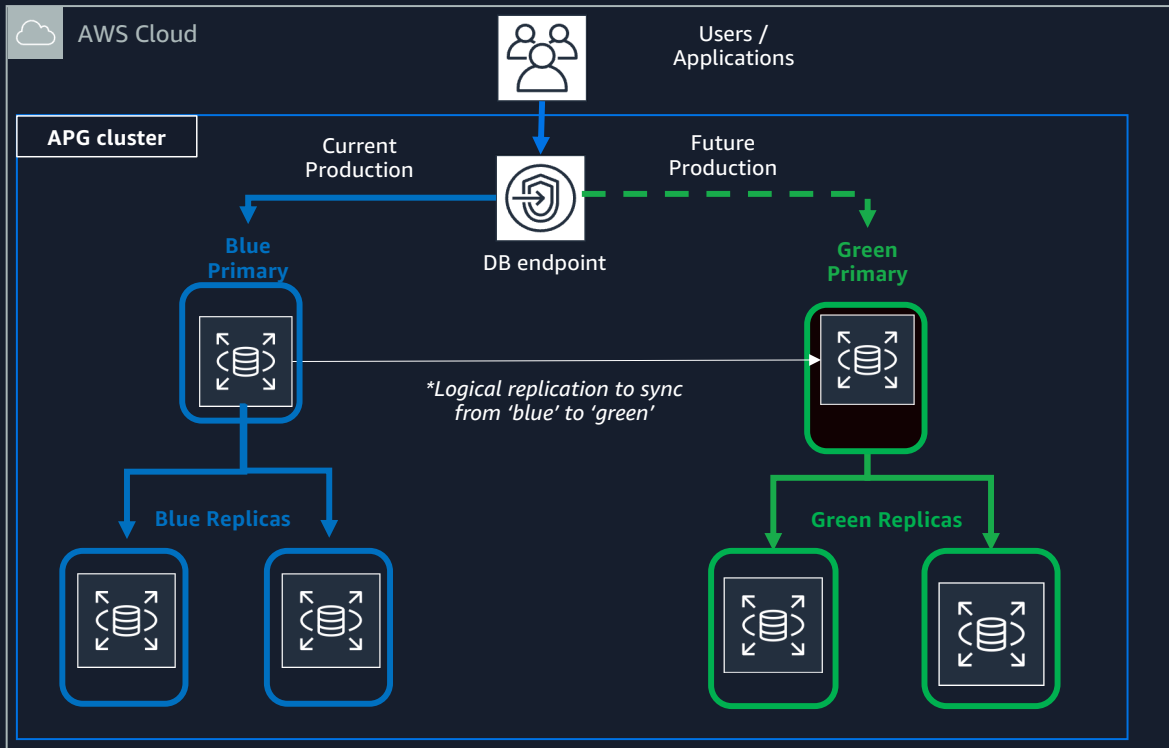 AWS Cloud
Users /
Applications
APG cluster
Current
Production
Future
Production
DB endpoint
Blue
Primary
Green
Primary
*Logical replication to sync
from ‘blue’ to ‘green’
Blue Replicas
Green Replicas